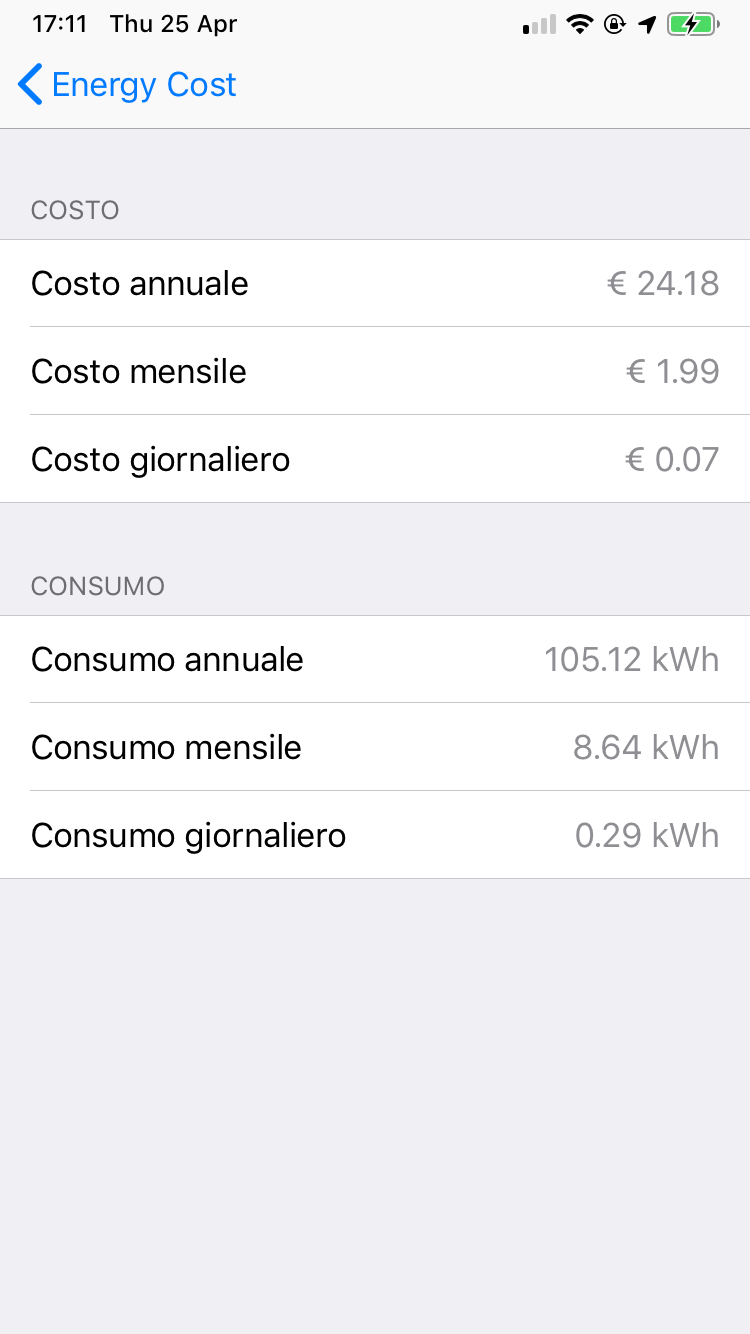 17:11 Thu 25 Apr
Energy Cost
COSTO
Costo annuale € 24.18
Costo mensile € 1.99
Costo giornaliero € 0.07
CONSUMO
Consumo annuale 105.12 kWh
Consumo mensile 8.64 kWh
Consumo giornaliero 0.29 kWh